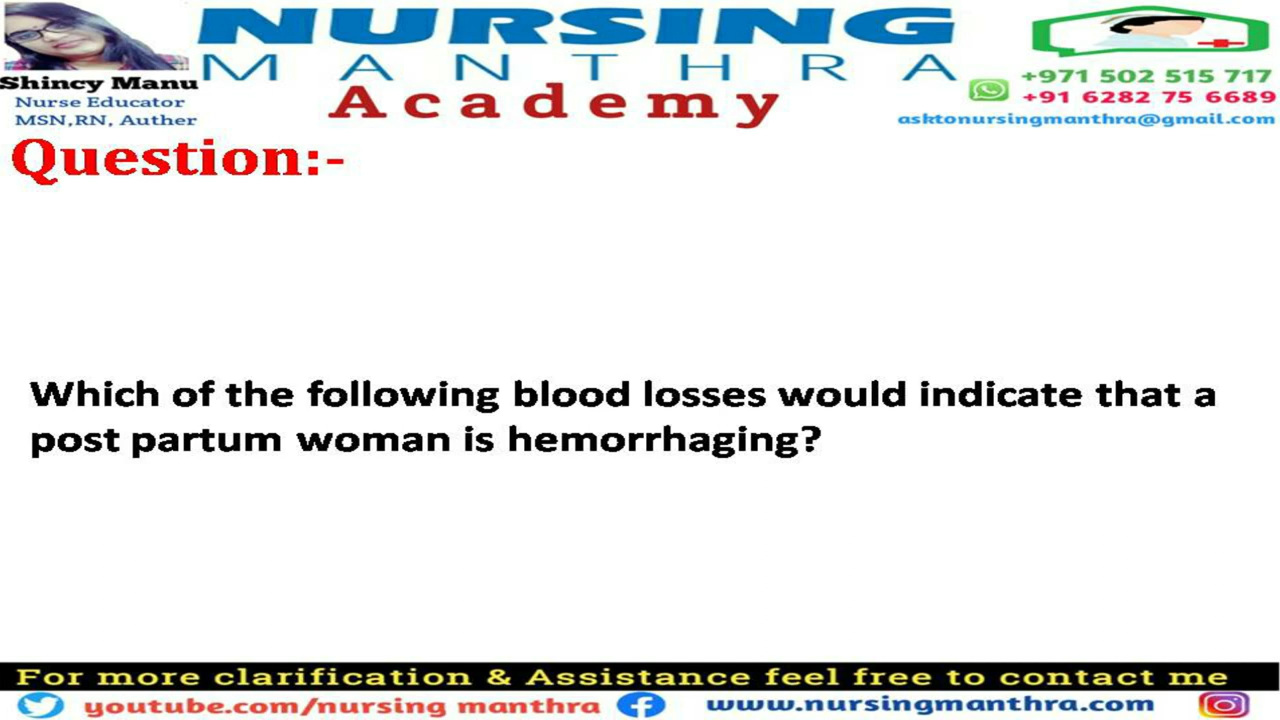 NURSING
MANTHRA
Academy
Shincy Manu
Nurse Educator
MSN,RN, Auther
+971 502 515 717
+91 6282 75 6689
asktonursingmanthra@gmail.com
Question:-
Which of the following blood losses would indicate that a
post partum woman is hemorrhaging?
For more clarification & Assistance feel free to contact me
youtube.com/nursing manthra
www.nursingmanthra.com